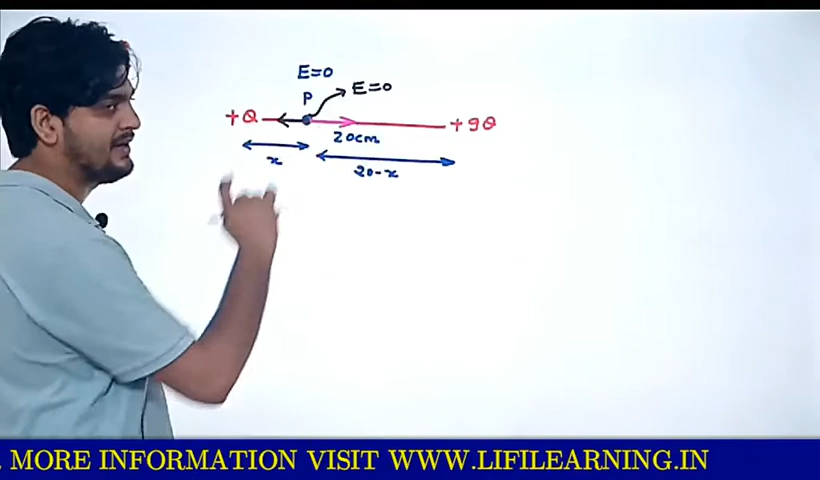 E=0
P
E=0
+Q
+9Q
20cm
x
20-x
MORE INFORMATION VISIT WWW.LIFILEARNING.IN